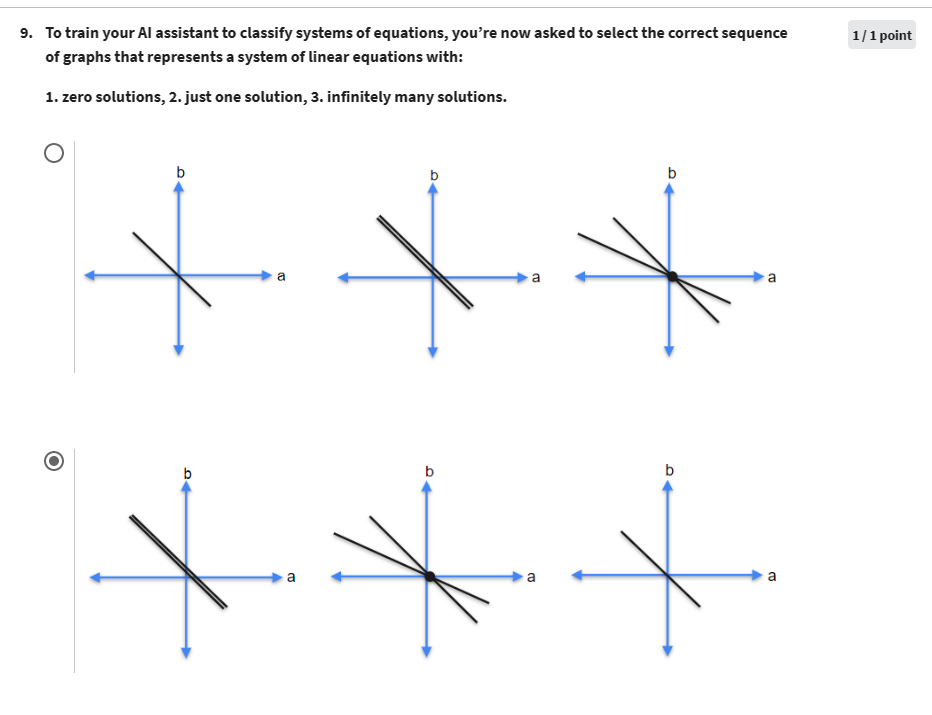 9. To train your AI assistant to classify systems of equations, you're now asked to select the correct sequence
of graphs that represents a system of linear equations with:
1 / 1 point
1. zero solutions, 2. just one solution, 3. infinitely many solutions.
b
b
b
a
a
a
b
b
b
a
a
a